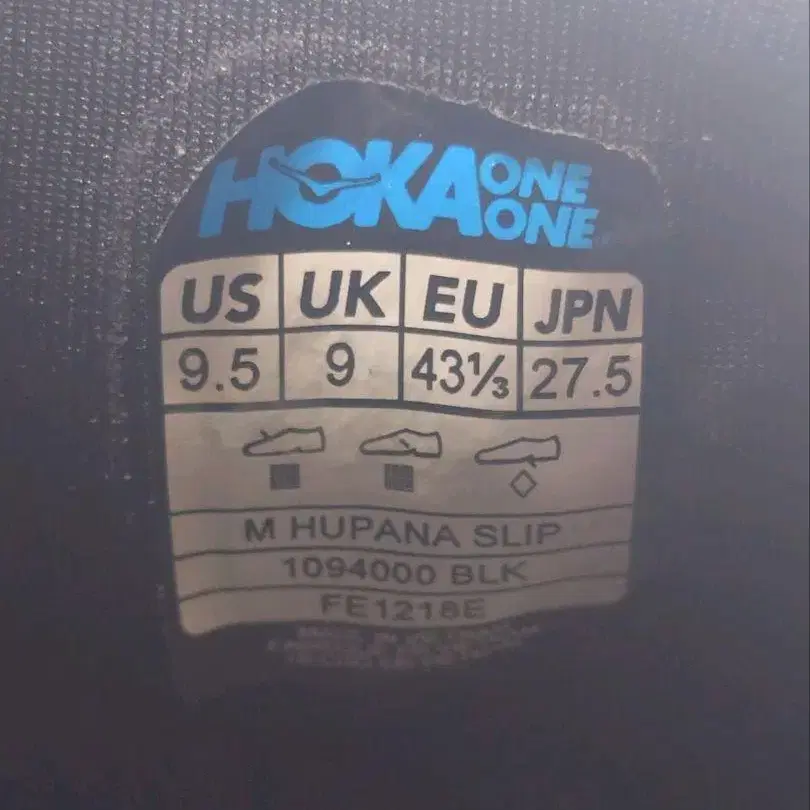 HOKA ONE ONE
US UK EU JPN
9.5 9 43⅓ 27.5
M HUPANA SLIP
1094000 BLK
FE1218E